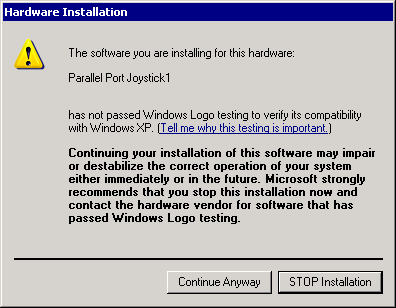 Hardware Installation
The software you are installing for this hardware:
Parallel Port Joystick1
has not passed Windows Logo testing to verify its compatibility
with Windows XP. (Tell me why this testing is important.)
Continuing your installation of this software may impair
or destabilize the correct operation of your system
either immediately or in the future. Microsoft strongly
recommends that you stop this installation now and
contact the hardware vendor for software that has
passed Windows Logo testing.
Continue Anyway
STOP Installation